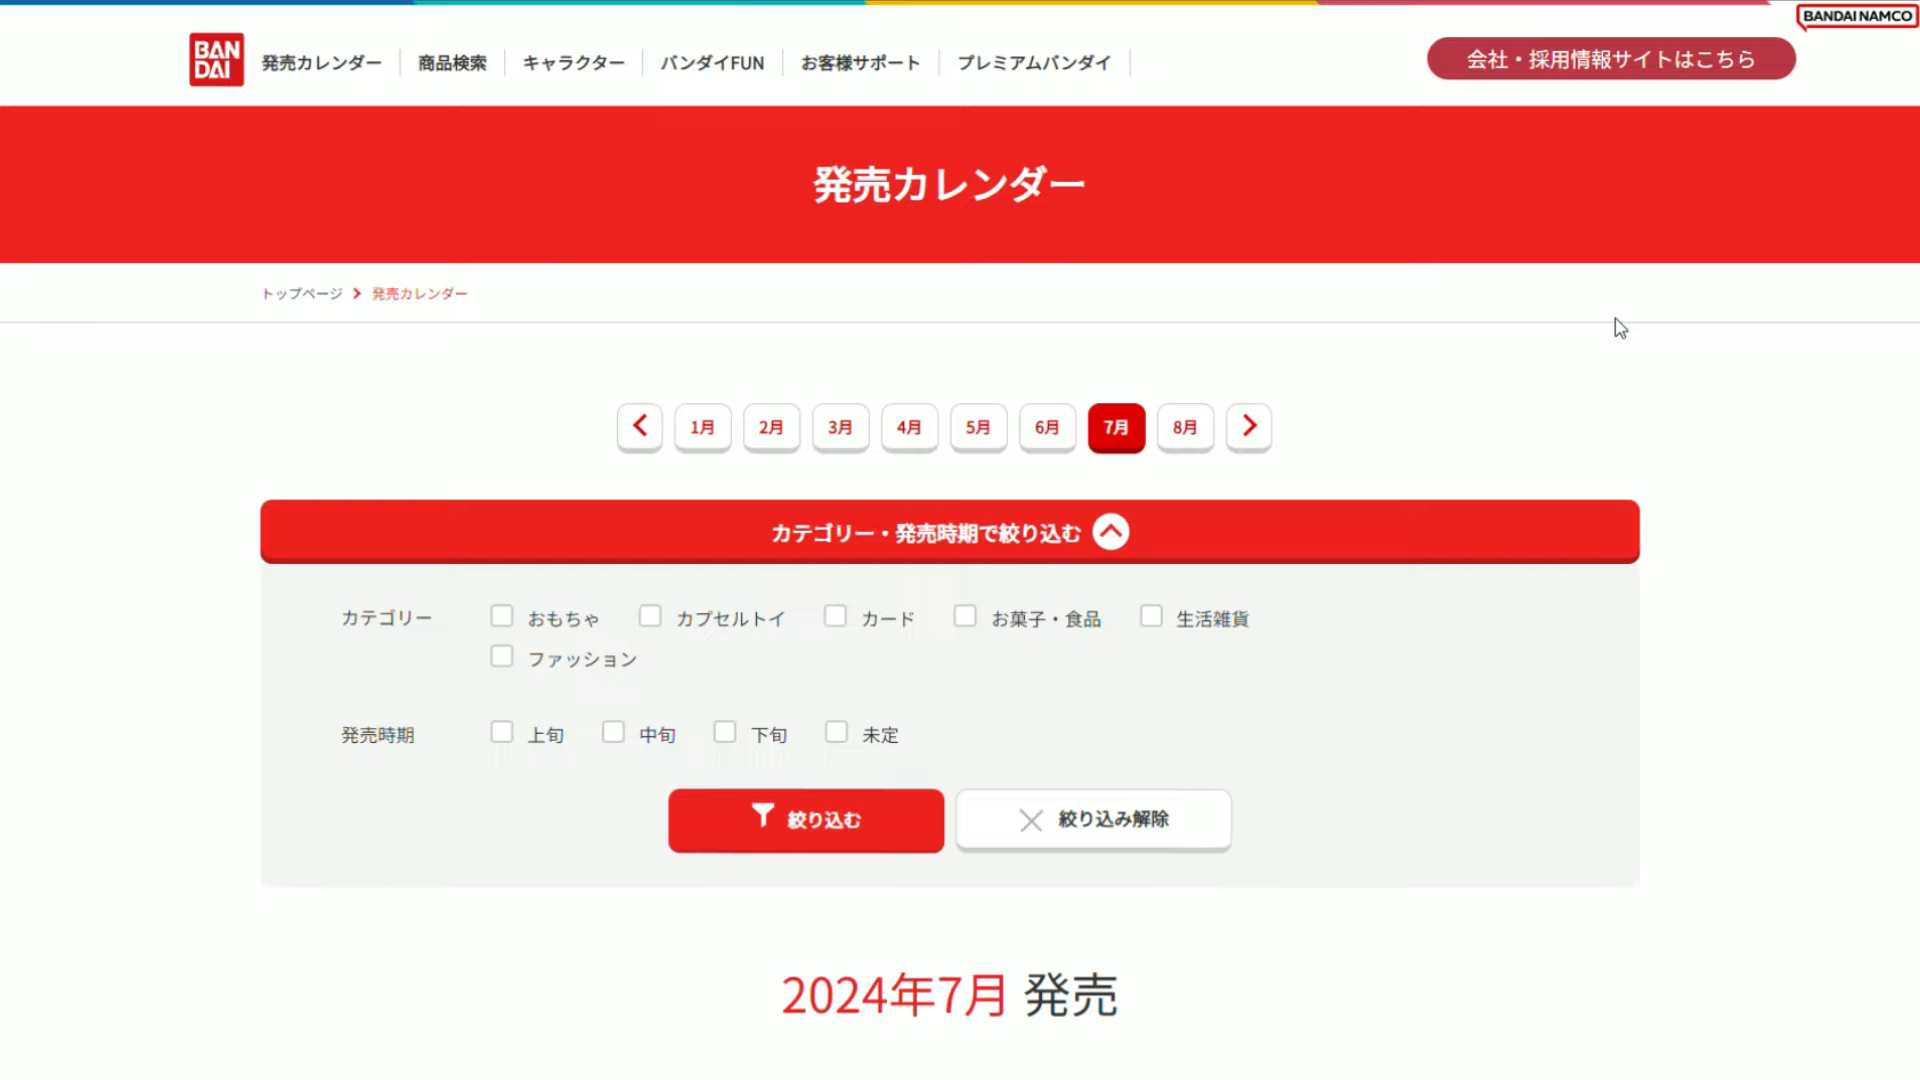 BANDAI NAMCO
BAN
DAI
発売カレンダー
商品検索
キャラクター
バンダイFUN
お客様サポート
プレミアムバンダイ
会社・採用情報サイトはこちら
発売カレンダー
トップページ 発売カレンダー
1月 2月 3月 4月 5月 6月 7月 8月
カテゴリー・発売時期で絞り込む
カテゴリー おもちゃ カプセルトイ カード お菓子・食品 生活雑貨
ファッション
発売時期 上旬 中旬 下旬 未定
絞り込む 絞り込み解除
2024年7月 発売